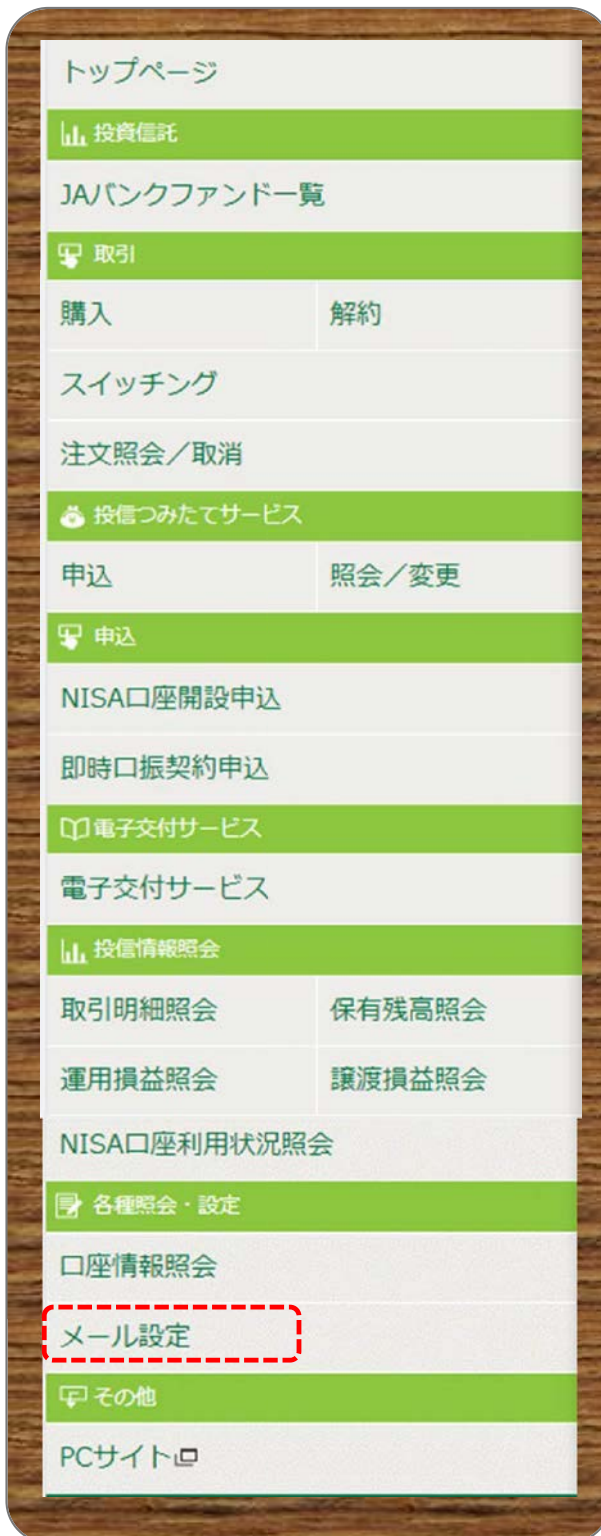 トップページ
投資信託
JAバンクファンド一覧
取引
購入 解約
スイッチング
注文照会／取消
投信つみたてサービス
申込 照会／変更
申込
NISA口座開設申込
即時口振契約申込
電子交付サービス
電子交付サービス
投信情報照会
取引明細照会 保有残高照会
運用損益照会 譲渡損益照会
NISA口座利用状況照会
各種照会・設定
口座情報照会
メール設定
その他
PCサイト